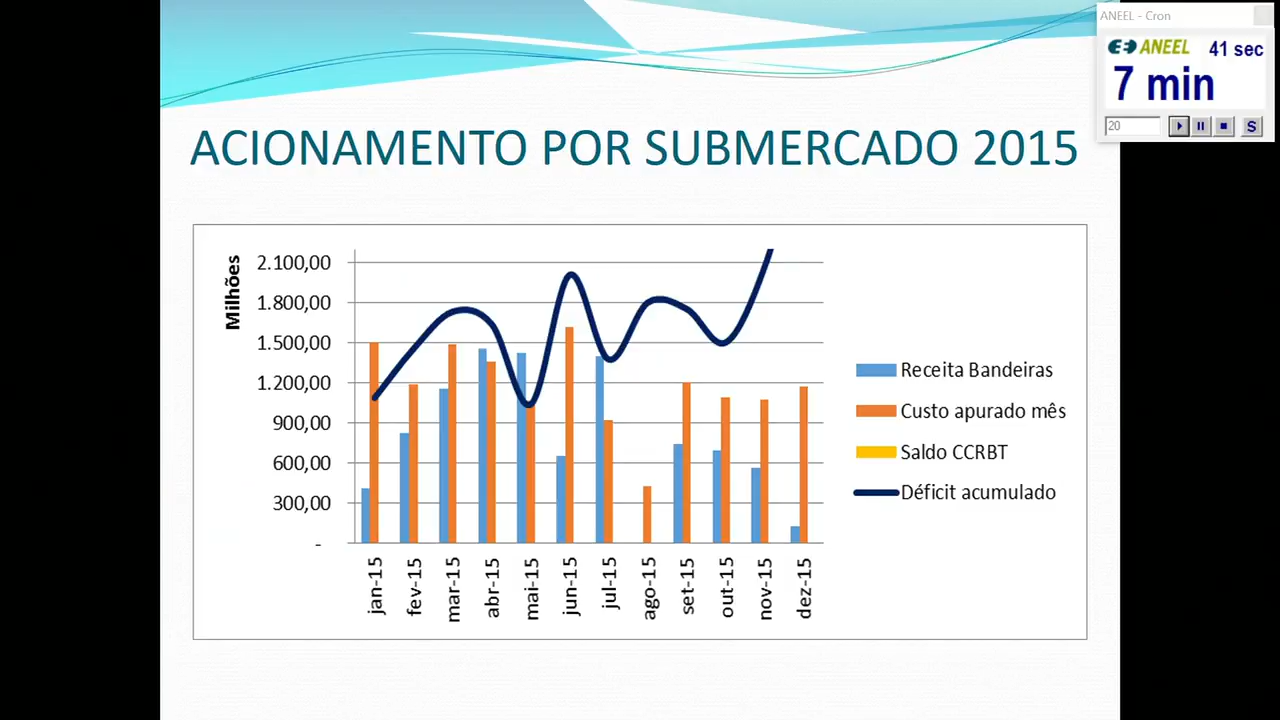 ANEEL - Cron
ANEEL 41 sec
7 min
20
S
ACIONAMENTO POR SUBMERCADO 2015
Milhões
2.100,00
1.800,00
1.500,00
1.200,00
900,00
600,00
300,00
-
jan-15
fev-15
mar-15
abr-15
mai-15
jun-15
jul-15
ago-15
set-15
out-15
nov-15
dez-15
Receita Bandeiras
Custo apurado mês
Saldo CCRBT
Déficit acumulado